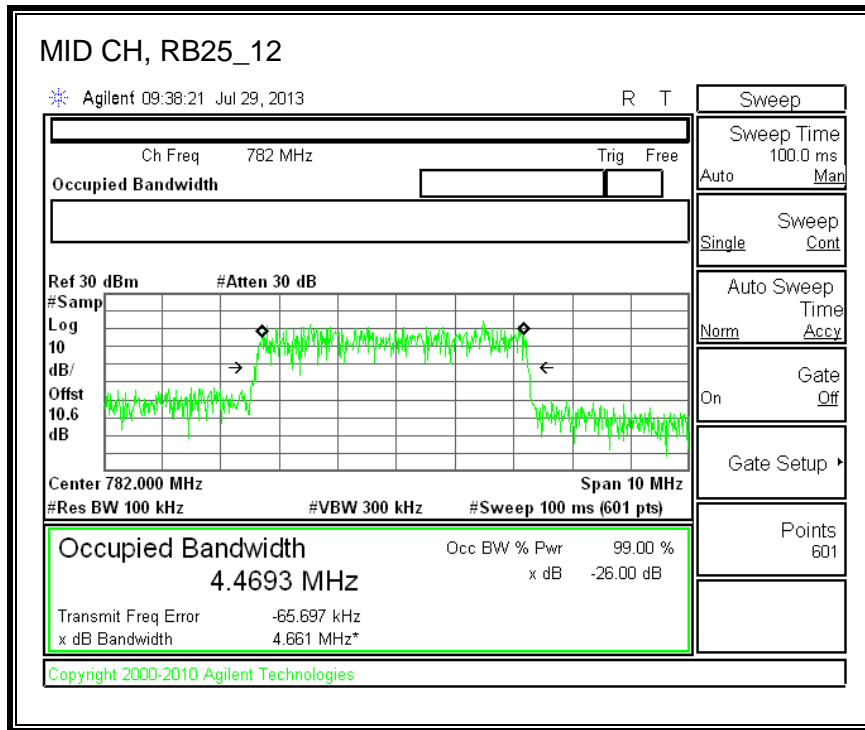 MID CH, RB25_12
Agilent 09:38:21 Jul 29, 2013 R T
Ch Freq 782 MHz Trig Free
Occupied Bandwidth
Ref 30 dBm #Atten 30 dB
#Samp
Log
10
dB/
Offst
10.6
dB
Center 782.000 MHz Span 10 MHz
#Res BW 100 kHz #VBW 300 kHz #Sweep 100 ms (601 pts)
Occupied Bandwidth Occ BW % Pwr 99.00 %
4.4693 MHz x dB -26.00 dB
Transmit Freq Error -65.697 kHz
x dB Bandwidth 4.661 MHz*
Copyright 2000-2010 Agilent Technologies
Sweep
Sweep Time
100.0 ms
Auto Man
Sweep
Single Cont
Auto Sweep
Time
Norm Accy
Gate
On Off
Gate Setup
Points
601